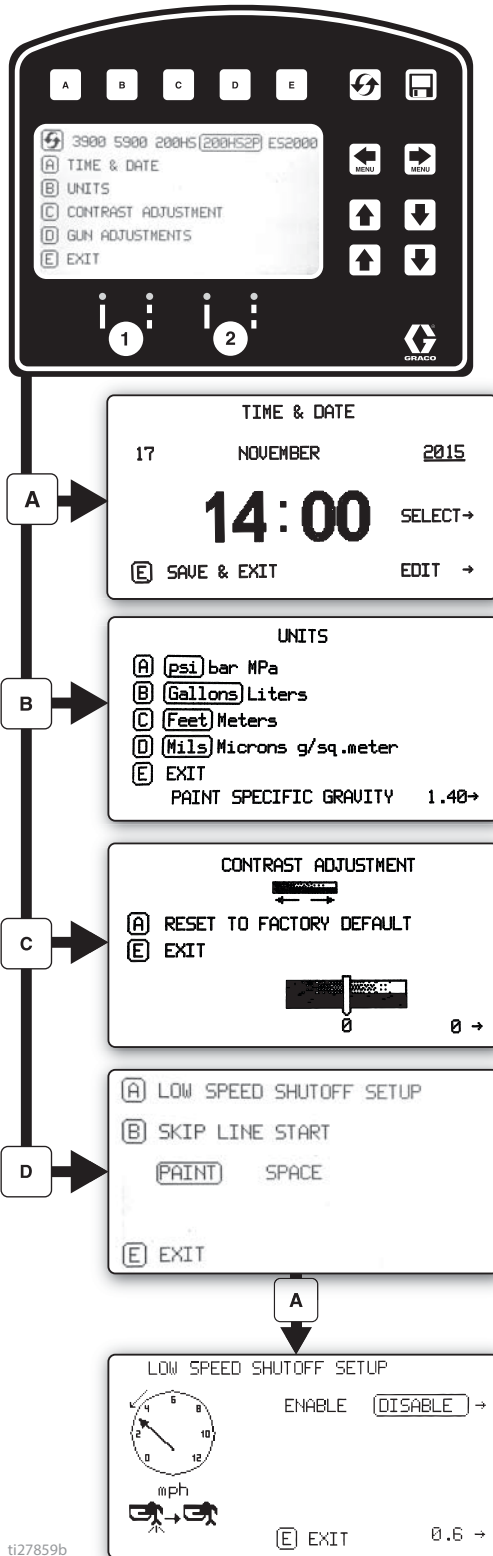 A B C D E
3900 5900 200HS 200HS2P ES2000
A TIME & DATE
B UNITS
C CONTRAST ADJUSTMENT
D GUN ADJUSTMENTS
E EXIT
MENU MENU
1 2
GRACO
A
TIME & DATE
17 NOVEMBER 2015
14:00 SELECT→
E SAVE & EXIT EDIT →
B
UNITS
A psi bar MPa
B Gallons Liters
C Feet Meters
D Mils Microns g/sq.meter
E EXIT
PAINT SPECIFIC GRAVITY 1.40→
C
CONTRAST ADJUSTMENT
A RESET TO FACTORY DEFAULT
E EXIT
0 0 →
D
A LOW SPEED SHUTOFF SETUP
B SKIP LINE START
PAINT SPACE
E EXIT
A
LOW SPEED SHUTOFF SETUP
ENABLE DISABLE →
0 2 4 6 8 10 12
mph
E EXIT 0.6 →
ti27859b